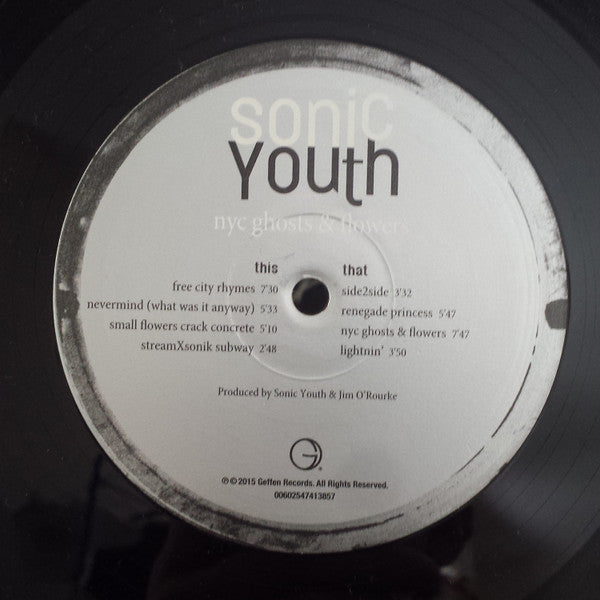 sonic
Youth
nyc ghosts & flowers
this
free city rhymes 7'30
nevermind (what was it anyway) 5'33
small flowers crack concrete 5'10
streamXsonik subway 2'48
that
side2side 3'32
renegade princess 5'47
nyc ghosts & flowers 7'47
lightnin' 3'50
Produced by Sonic Youth & Jim O'Rourke
G
℗ © 2015 Geffen Records. All Rights Reserved.
00602547413857